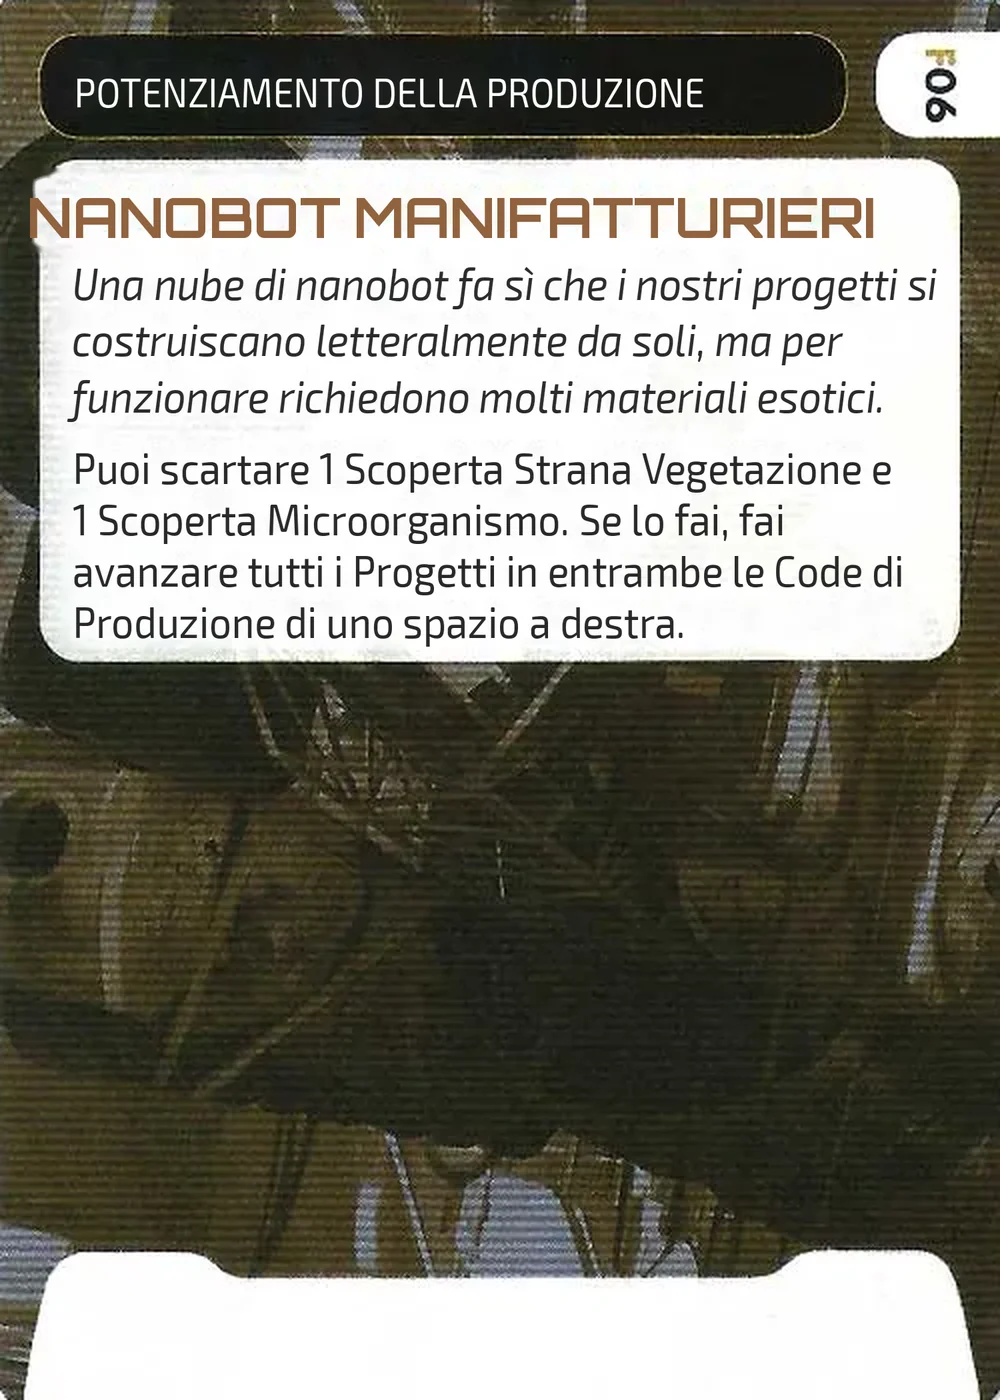 POTENZIAMENTO DELLA PRODUZIONE
06
NANOBOT MANIFATTURIERI
Una nube di nanobot fa sì che i nostri progetti si
costruiscano letteralmente da soli, ma per
funzionare richiedono molti materiali esotici.
Puoi scartare 1 Scoperta Strana Vegetazione e
1 Scoperta Microorganismo. Se lo fai, fai
avanzare tutti i Progetti in entrambe le Code di
Produzione di uno spazio a destra.